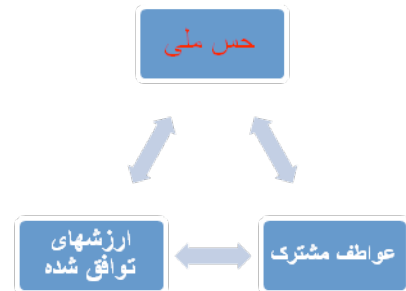 حس ملی
عواطف مشترک
ارزشهای
توافق شده